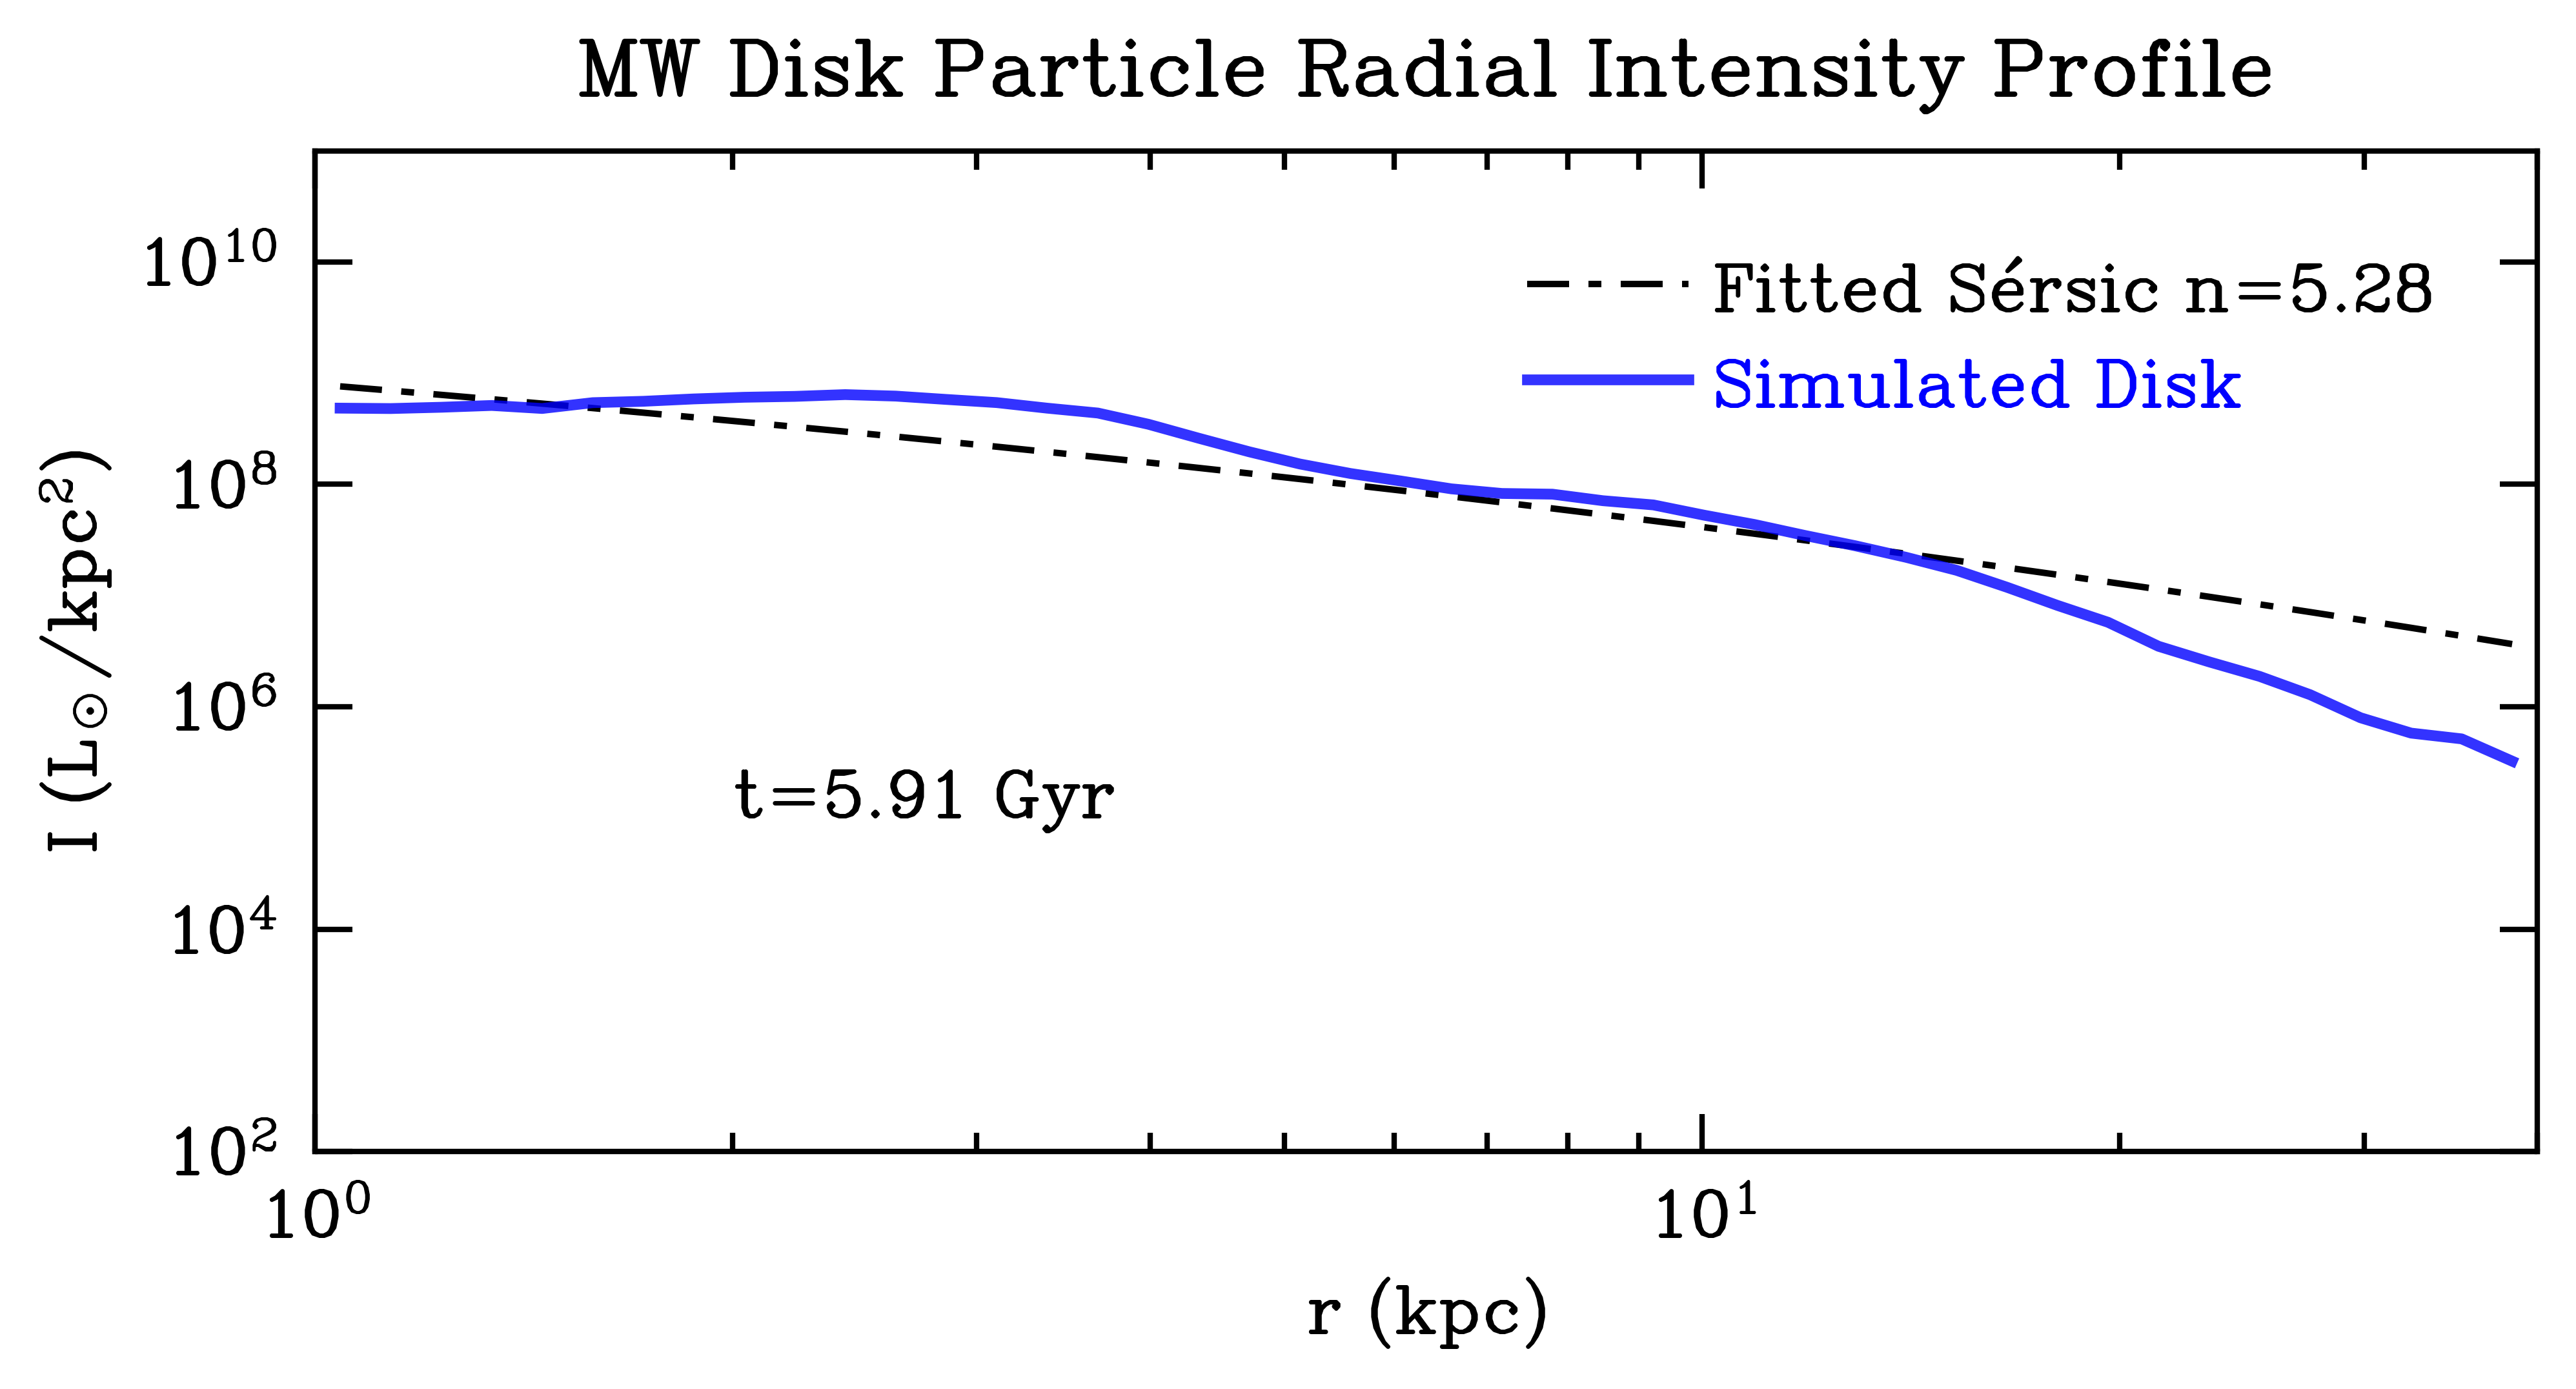 MW Disk Particle Radial Intensity Profile
10¹⁰
10⁸
10⁶
10⁴
10²
I (L☉/kpc²)
Fitted Sérsic n=5.28
Simulated Disk
t=5.91 Gyr
10⁰
10¹
r (kpc)